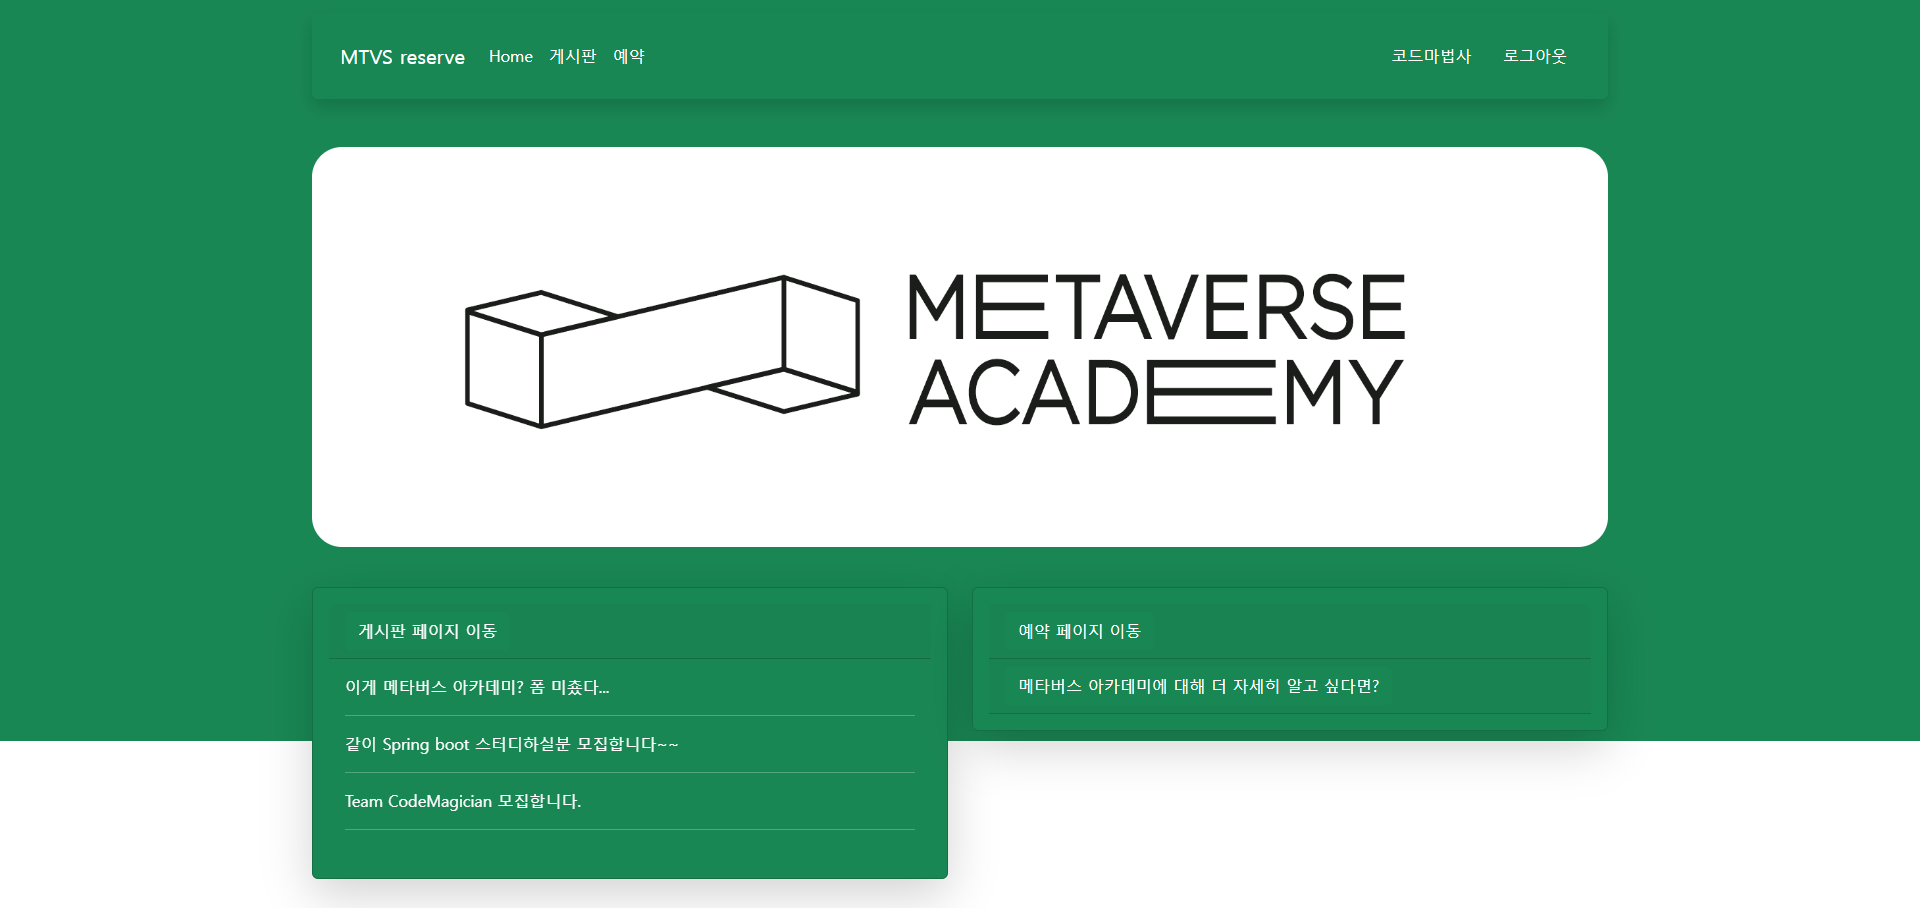 MTVS reserve Home 게시판 예약 코드마법사 로그아웃
METAVERSE
ACADEMY
게시판 페이지 이동
이게 메타버스 아카데미? 폼 미쵸다...
같이 Spring boot 스터디하실분 모집합니다~~
Team CodeMagician 모집합니다.
예약 페이지 이동
메타버스 아카데미에 대해 더 자세히 알고 싶다면?